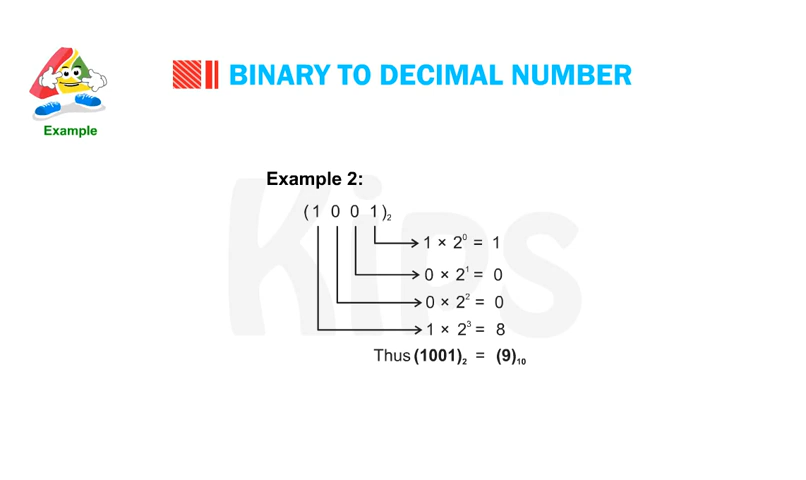 BINARY TO DECIMAL NUMBER
Example
Example 2:
(1 0 0 1)₂
1 × 2⁰ = 1
0 × 2¹ = 0
0 × 2² = 0
1 × 2³ = 8
Thus (1001)₂ = (9)₁₀
Kips